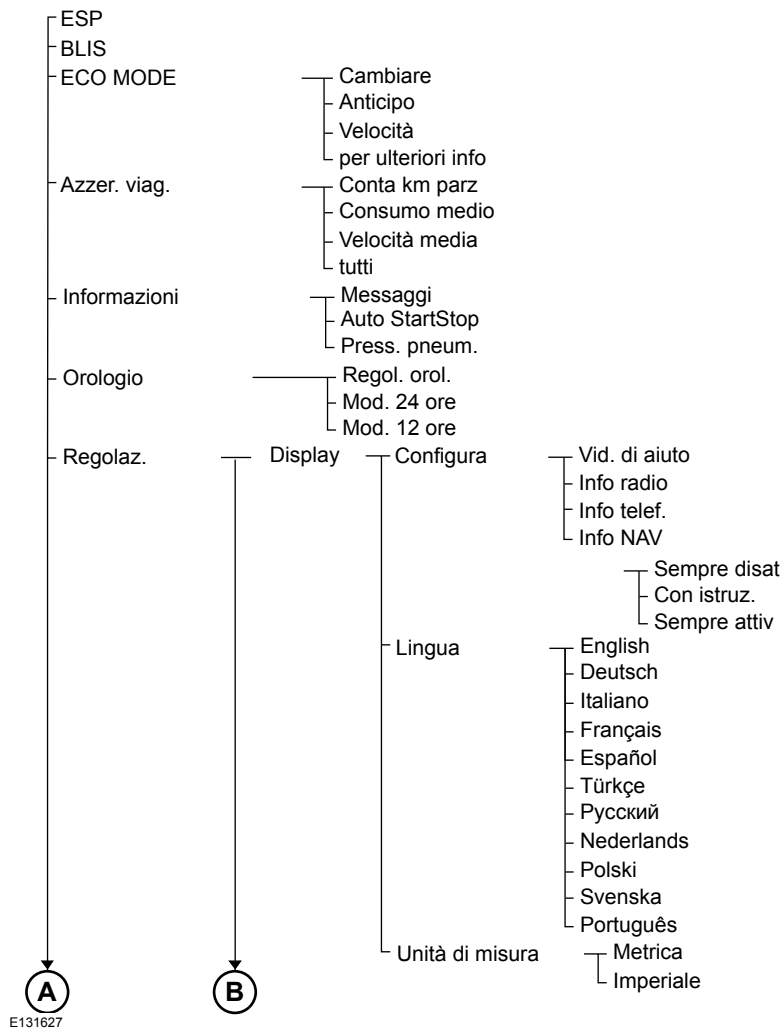 ESP
BLIS
ECO MODE
Cambiare
Anticipo
Velocità
per ulteriori info
Azzer. viag.
Conta km parz
Consumo medio
Velocità media
tutti
Informazioni
Messaggi
Auto StartStop
Press. pneum.
Orologio
Regol. orol.
Mod. 24 ore
Mod. 12 ore
Regolaz.
Display
Configura
Vid. di aiuto
Info radio
Info telef.
Info NAV
Sempre disat
Con istruz.
Sempre attiv
Lingua
English
Deutsch
Italiano
Français
Español
Türkçe
Русский
Nederlands
Polski
Svenska
Português
Unità di misura
Metrica
Imperiale
A
B
E131627